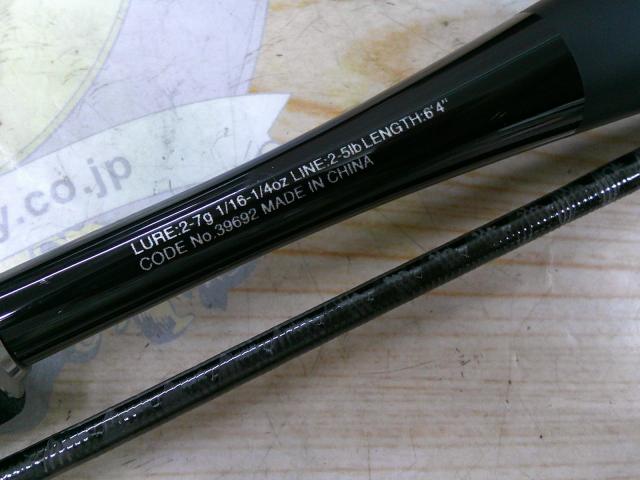 LURE:2-7g 1/16-1/4oz LINE:2-5lb LENGTH:6'4"
CODE No.39692 MADE IN CHINA
y.co.jp